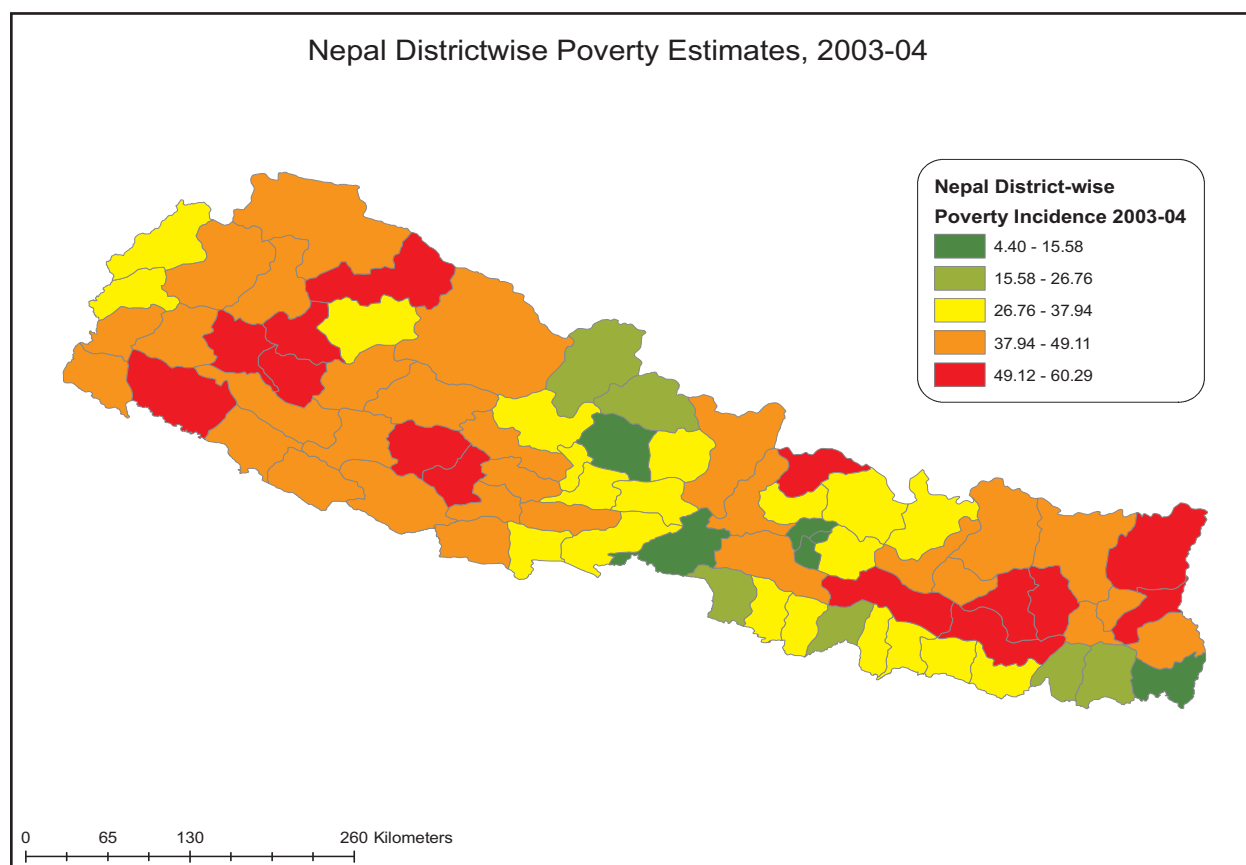 Nepal Districtwise Poverty Estimates, 2003-04
Nepal District-wise
Poverty Incidence 2003-04
4.40 - 15.58
15.58 - 26.76
26.76 - 37.94
37.94 - 49.11
49.12 - 60.29
0 65 130 260 Kilometers